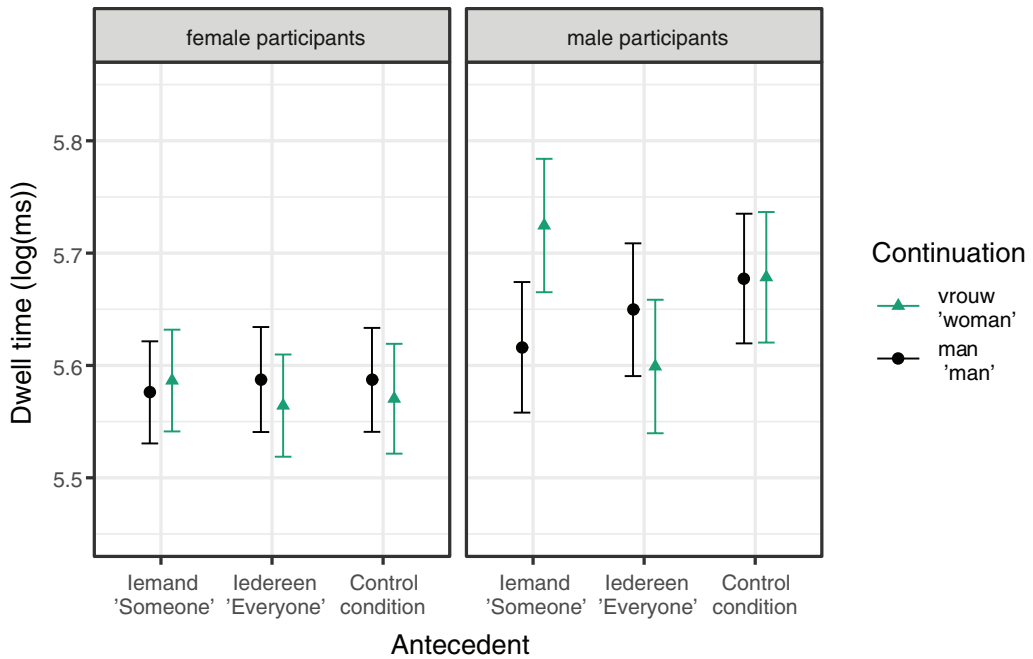 female participants
male participants
5.8
5.7
5.6
5.5
Dwell time (log(ms))
Iemand
'Someone'
Iedereen
'Everyone'
Control
condition
Iemand
'Someone'
Iedereen
'Everyone'
Control
condition
Antecedent
Continuation
vrouw
'woman'
man
'man'